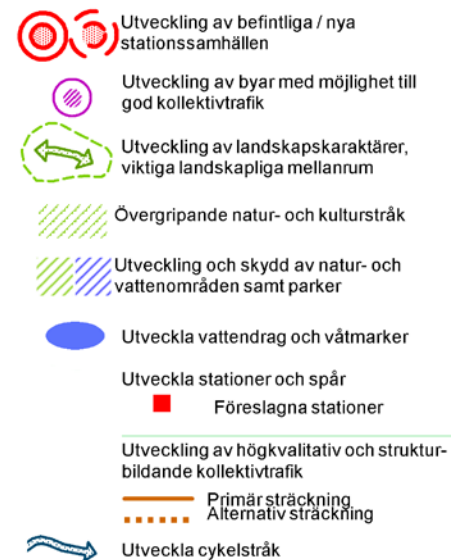 Utveckling av befintliga / nya
stationssamhällen
Utveckling av byar med möjlighet till
god kollektivtrafik
Utveckling av landskapskaraktärer,
viktiga landskapliga mellanrum
Övergripande natur- och kulturstråk
Utveckling och skydd av natur- och
vattenområden samt parker
Utveckla vattendrag och våtmarker
Utveckla stationer och spår
Föreslagna stationer
Utveckling av högkvalitativ och struktur-
bildande kollektivtrafik
Primär sträckning
Alternativ sträckning
Utveckla cykelstråk